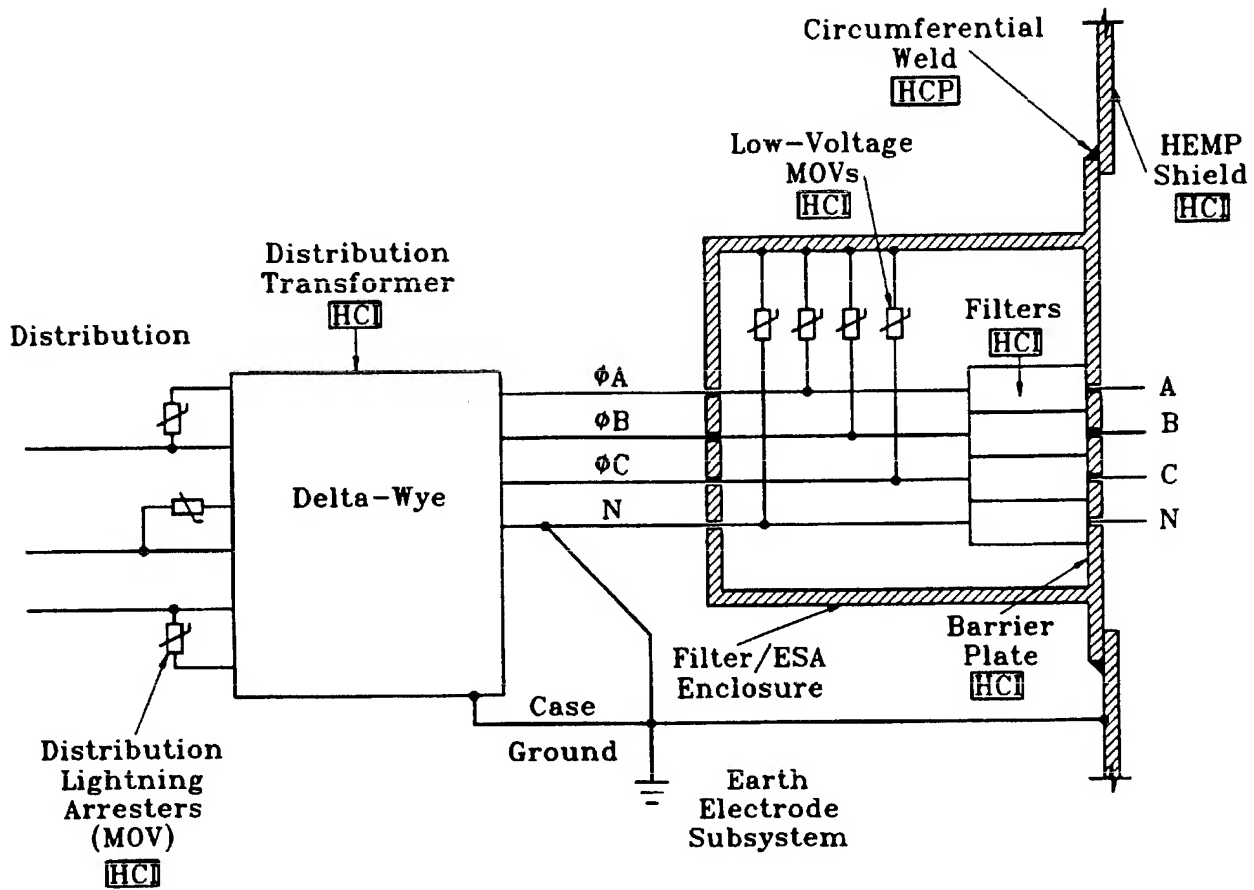 Circumferential
Weld
HCP
Low-Voltage
MOVs
HCI
HEMP
Shield
HCI
Distribution
Transformer
HCI
Distribution
Filters
HCI
ϕA
ϕB
ϕC
N
A
B
C
N
Delta-Wye
Filter/ESA
Enclosure
Barrier
Plate
HCI
Case
Ground
Earth
Electrode
Subsystem
Distribution
Lightning
Arresters
(MOV)
HCI